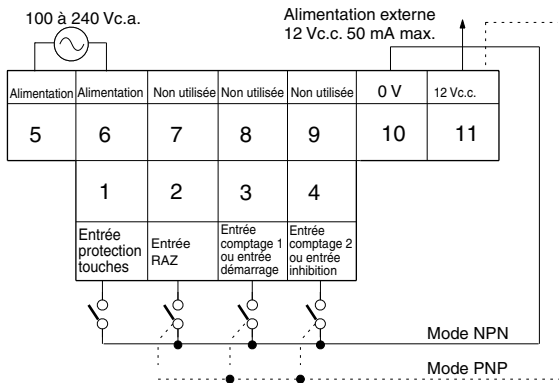 100 à 240 Vc.a.
Alimentation externe
12 Vc.c. 50 mA max.
Alimentation Alimentation Non utilisée Non utilisée Non utilisée 0 V 12 Vc.c.
5 6 7 8 9 10 11
1 2 3 4
Entrée
protection
touches
Entrée
RAZ
Entrée
comptage 1
ou entrée
démarrage
Entrée
comptage 2
ou entrée
inhibition
Mode NPN
Mode PNP